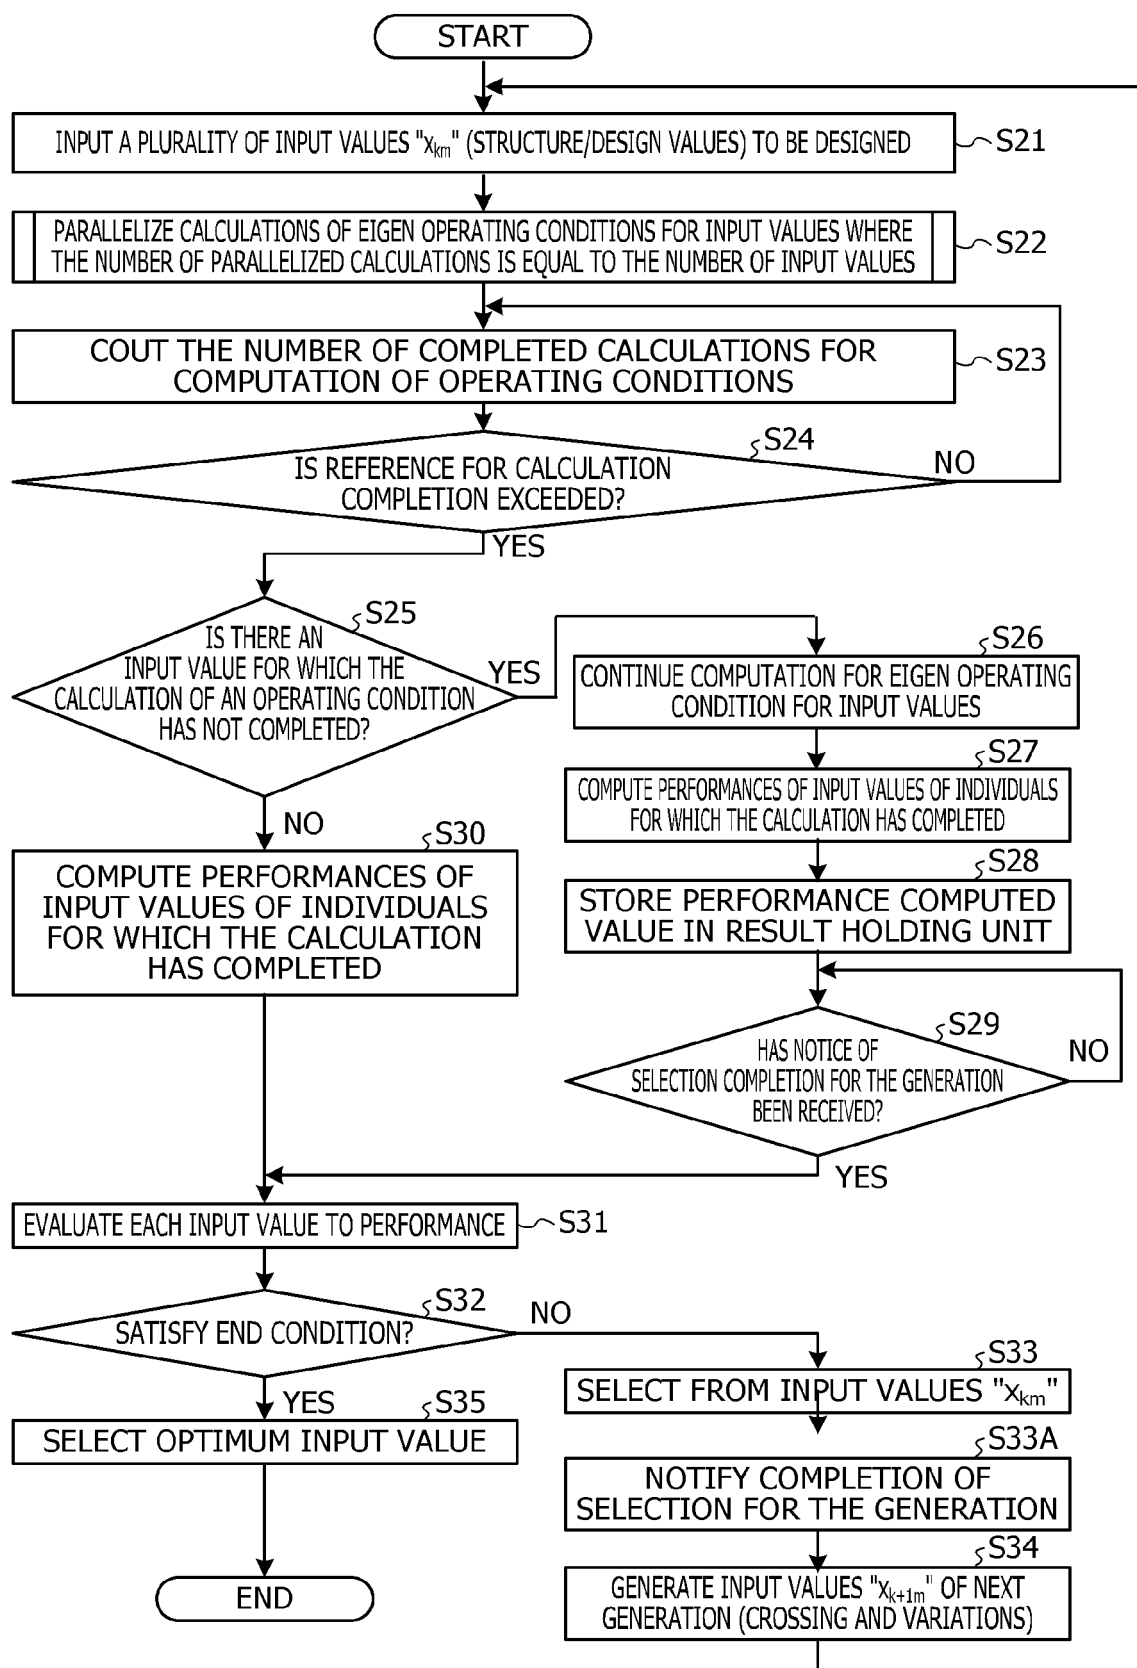 START
INPUT A PLURALITY OF INPUT VALUES "xkm" (STRUCTURE/DESIGN VALUES) TO BE DESIGNED
S21
PARALLELIZE CALCULATIONS OF EIGEN OPERATING CONDITIONS FOR INPUT VALUES WHERE
THE NUMBER OF PARALLELIZED CALCULATIONS IS EQUAL TO THE NUMBER OF INPUT VALUES
S22
COUT THE NUMBER OF COMPLETED CALCULATIONS FOR
COMPUTATION OF OPERATING CONDITIONS
S23
S24
IS REFERENCE FOR CALCULATION
COMPLETION EXCEEDED?
NO
YES
S25
IS THERE AN
INPUT VALUE FOR WHICH THE
CALCULATION OF AN OPERATING CONDITION
HAS NOT COMPLETED?
YES
NO
S26
CONTINUE COMPUTATION FOR EIGEN OPERATING
CONDITION FOR INPUT VALUES
S27
COMPUTE PERFORMANCES OF INPUT VALUES OF INDIVIDUALS
FOR WHICH THE CALCULATION HAS COMPLETED
S28
STORE PERFORMANCE COMPUTED
VALUE IN RESULT HOLDING UNIT
S29
HAS NOTICE OF
SELECTION COMPLETION FOR THE GENERATION
BEEN RECEIVED?
NO
YES
S30
COMPUTE PERFORMANCES OF
INPUT VALUES OF INDIVIDUALS
FOR WHICH THE CALCULATION
HAS COMPLETED
EVALUATE EACH INPUT VALUE TO PERFORMANCE
S31
S32
SATISFY END CONDITION?
NO
YES
S33
SELECT FROM INPUT VALUES "xkm"
S33A
NOTIFY COMPLETION OF
SELECTION FOR THE GENERATION
S34
GENERATE INPUT VALUES "xk+1m" OF NEXT
GENERATION (CROSSING AND VARIATIONS)
S35
SELECT OPTIMUM INPUT VALUE
END